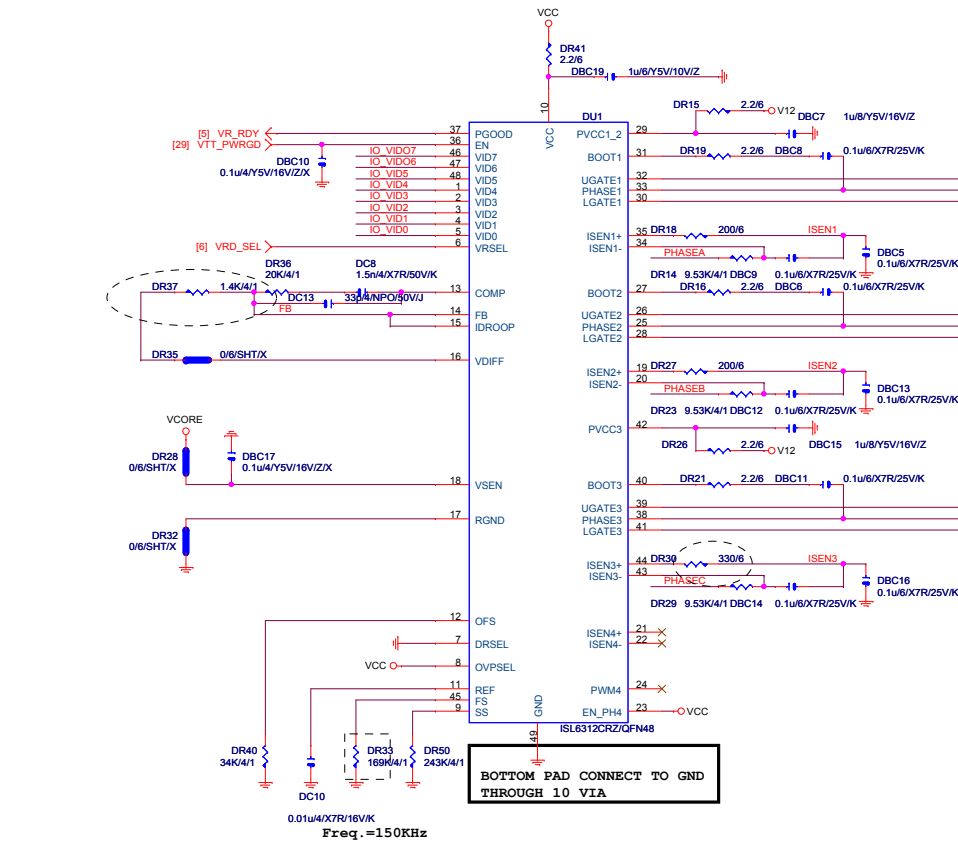 VCC
DR41
2.2/6
DBC19
1u/6/Y5V/10V/Z
10
VCC
DU1
[5] VR_RDY
37
PGOOD
[29] VTT_PWRGD
36
EN
IO_VIDO7
46
VID7
IO_VIDO6
47
VID6
IO_VID5
48
VID5
IO_VID4
1
VID4
IO_VID3
2
VID3
IO_VID2
3
VID2
IO_VID1
4
VID1
IO_VID0
5
VID0
[6] VRD_SEL
6
VRSEL
DBC10
0.1u/4/Y5V/16V/Z/X
DR36
20K/4/1
DC8
1.5n/4/X7R/50V/K
DR37
1.4K/4/1
DC13
33p/4/NPO/50V/J
FB
13
COMP
14
FB
15
IDROOP
DR35
0/6/SHT/X
16
VDIFF
VCORE
DR28
0/6/SHT/X
DBC17
0.1u/4/Y5V/16V/Z/X
18
VSEN
17
RGND
DR32
0/6/SHT/X
12
OFS
7
DRSEL
VCC
8
OVPSEL
11
REF
45
FS
9
SS
DR40
34K/4/1
DC10
0.01u/4/X7R/16V/K
DR33
169K/4/1
DR50
243K/4/1
Freq.=150KHz
DR15
2.2/6
V12
DBC7
1u/8/Y5V/16V/Z
PVCC1_2
29
BOOT1
31
DR19
2.2/6
DBC8
0.1u/6/X7R/25V/K
UGATE1
32
PHASE1
33
LGATE1
30
ISEN1+
35
DR18
200/6
ISEN1
ISEN1-
34
PHASEA
DBC5
0.1u/6/X7R/25V/K
DR14
9.53K/4/1
DBC9
0.1u/6/X7R/25V/K
BOOT2
27
DR16
2.2/6
DBC6
0.1u/6/X7R/25V/K
UGATE2
26
PHASE2
25
LGATE2
28
ISEN2+
19
DR27
200/6
ISEN2
ISEN2-
20
PHASEB
DBC13
0.1u/6/X7R/25V/K
DR23
9.53K/4/1
DBC12
0.1u/6/X7R/25V/K
PVCC3
42
DR26
2.2/6
V12
DBC15
1u/8/Y5V/16V/Z
BOOT3
40
DR21
2.2/6
DBC11
0.1u/6/X7R/25V/K
UGATE3
39
PHASE3
38
LGATE3
41
ISEN3+
44
DR30
330/6
ISEN3
ISEN3-
43
PHASEC
DBC16
0.1u/6/X7R/25V/K
DR29
9.53K/4/1
DBC14
0.1u/6/X7R/25V/K
ISEN4+
21
ISEN4-
22
PWM4
24
EN_PH4
23
VCC
GND
49
ISL6312CRZ/QFN48
BOTTOM PAD CONNECT TO GND
THROUGH 10 VIA